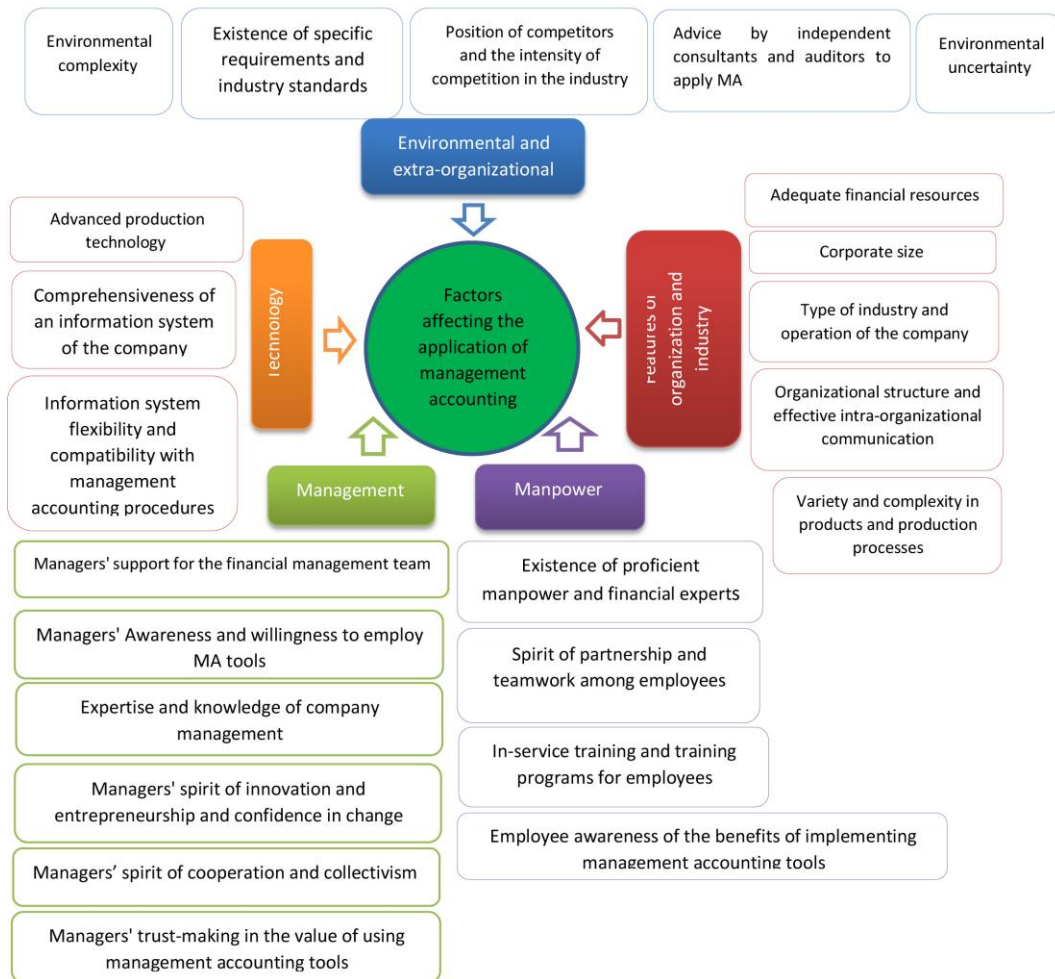 Environmental
complexity
Existence of specific
requirements and
industry standards
Position of competitors
and the intensity of
competition in the industry
Advice by independent
consultants and auditors to
apply MA
Environmental
uncertainty
Environmental and
extra-organizational
Advanced production
technology
Comprehensiveness of
an information system
of the company
Information system
flexibility and
compatibility with
management
accounting procedures
Technology
Factors
affecting the
application of
management
accounting
Features of
organization and
industry
Adequate financial resources
Corporate size
Type of industry and
operation of the company
Organizational structure and
effective intra-organizational
communication
Variety and complexity in
products and production
processes
Management
Manpower
Managers' support for the financial management team
Managers' Awareness and willingness to employ
MA tools
Expertise and knowledge of company
management
Managers' spirit of innovation and
entrepreneurship and confidence in change
Managers’ spirit of cooperation and collectivism
Managers' trust-making in the value of using
management accounting tools
Existence of proficient
manpower and financial experts
Spirit of partnership and
teamwork among employees
In-service training and training
programs for employees
Employee awareness of the benefits of implementing
management accounting tools